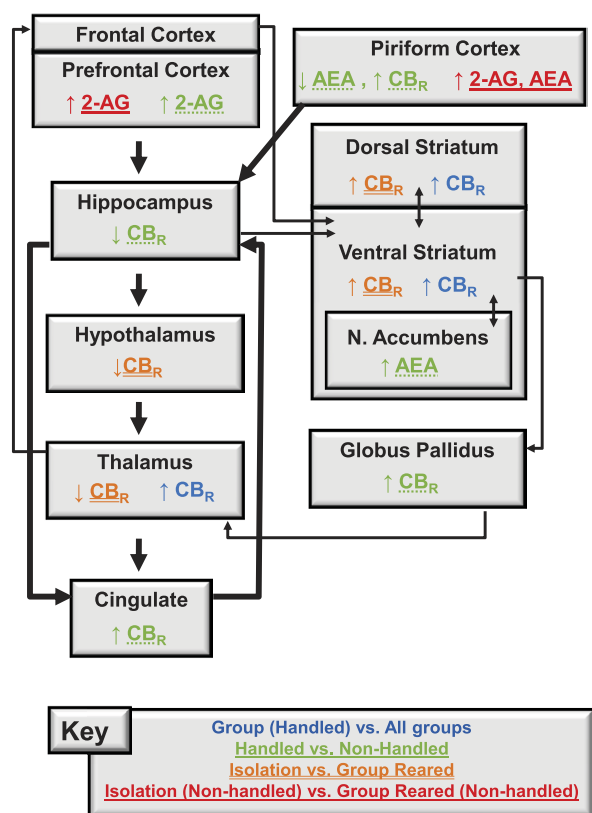 Frontal Cortex
Prefrontal Cortex
↑ 2-AG ↑ 2-AG
Piriform Cortex
↓ AEA , ↑ CBR ↑ 2-AG, AEA
Dorsal Striatum
↑ CBR ↑ CBR
Hippocampus
↓ CBR
Ventral Striatum
↑ CBR ↑ CBR
N. Accumbens
↑ AEA
Hypothalamus
↓CBR
Thalamus
↓ CBR ↑ CBR
Globus Pallidus
↑ CBR
Cingulate
↑ CBR
Key
Group (Handled) vs. All groups
Handled vs. Non-Handled
Isolation vs. Group Reared
Isolation (Non-handled) vs. Group Reared (Non-handled)